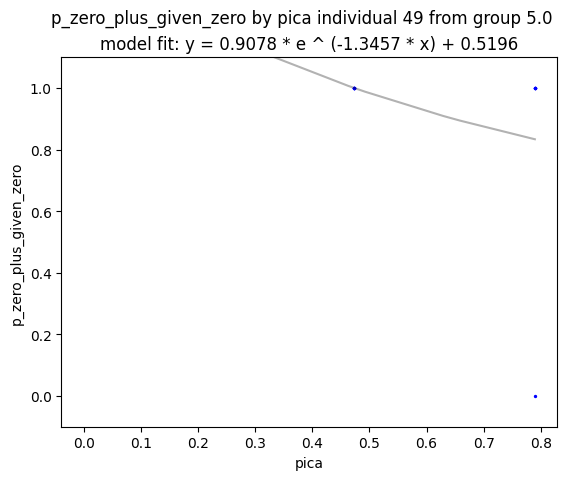 p_zero_plus_given_zero by pica individual 49 from group 5.0
model fit: y = 0.9078 * e ^ (-1.3457 * x) + 0.5196
p_zero_plus_given_zero
1.0
0.8
0.6
0.4
0.2
0.0
0.0 0.1 0.2 0.3 0.4 0.5 0.6 0.7 0.8
pica